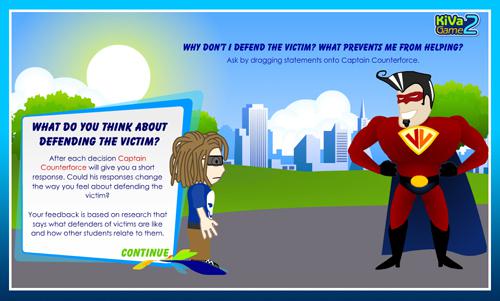 KiVa
Game 2
WHY DON'T I DEFEND THE VICTIM? WHAT PREVENTS ME FROM HELPING?
Ask by dragging statements onto Captain Counterforce.
WHAT DO YOU THINK ABOUT
DEFENDING THE VICTIM?
After each decision Captain
Counterforce will give you a short
response. Could his responses change
the way you feel about defending the
victim?
Your feedback is based on research that
says what defenders of victims are like
and how other students relate to them.
CONTINUE
VV